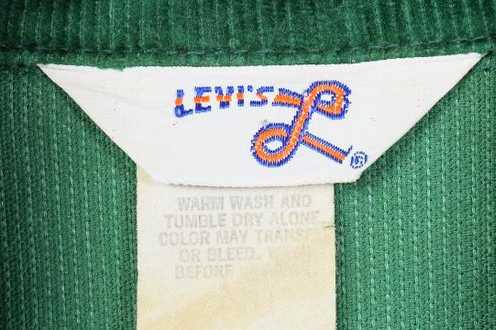 LEVI'S L ®
WARM WASH AND
TUMBLE DRY ALONE
COLOR MAY TRANSF
OR BLEED.
BEFORE